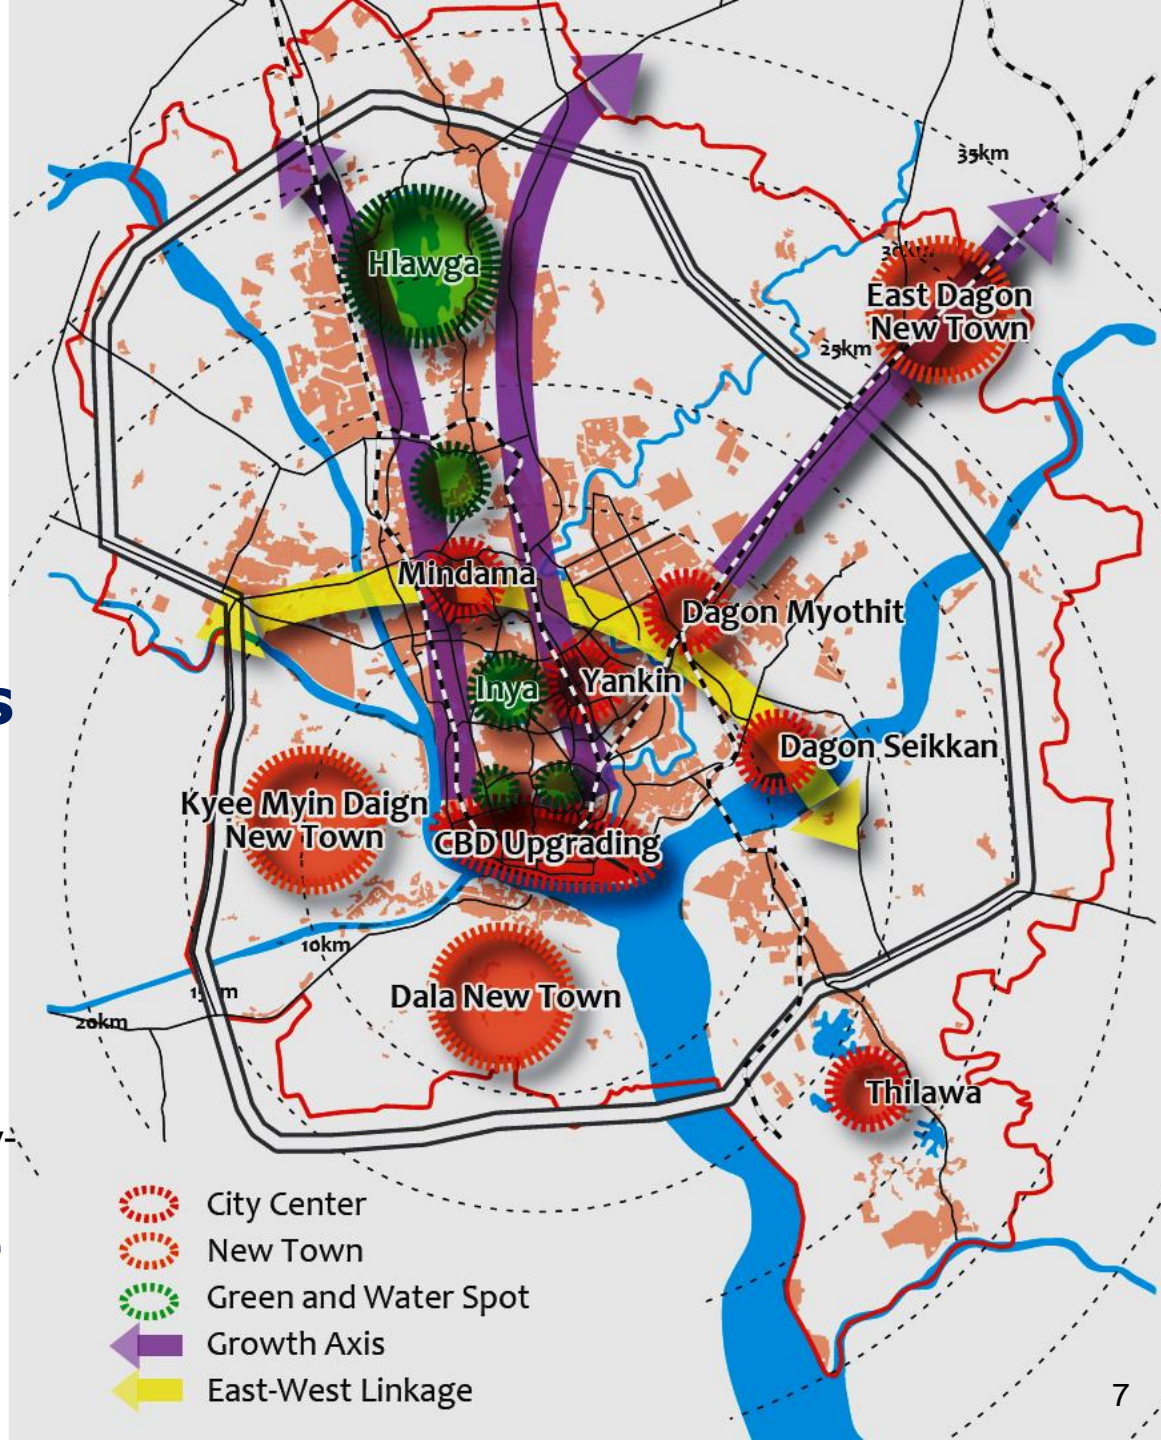 35km
30km
East Dagon
New Town
25km
Hlawga
Mindama
Dagon Myothit
Inya
Yankin
Dagon Seikkan
Kyee Myin Daign
New Town
CBD Upgrading
s
10km
Dala New Town
20km
Thilawa
City Center
New Town
Green and Water Spot
Growth Axis
East-West Linkage
7